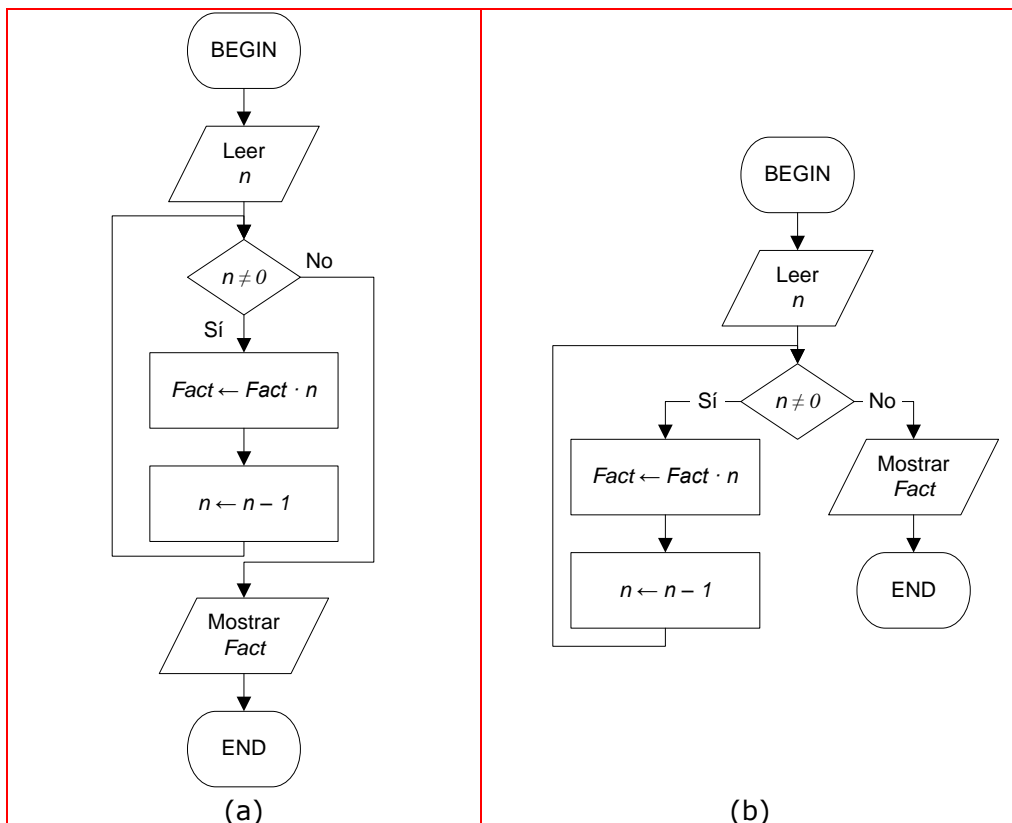 BEGIN
Leer
n
n ≠ 0
No
Sí
Fact ← Fact · n
n ← n – 1
Mostrar
Fact
END
(a)
BEGIN
Leer
n
Sí
n ≠ 0
No
Fact ← Fact · n
Mostrar
Fact
n ← n – 1
END
(b)